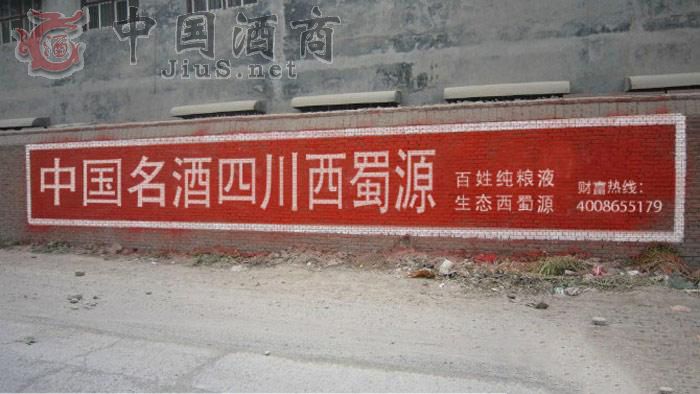 中国酒商
JiuS.net
中国名酒四川西蜀源
百姓纯粮液
生态西蜀源
财富热线：
4008655179